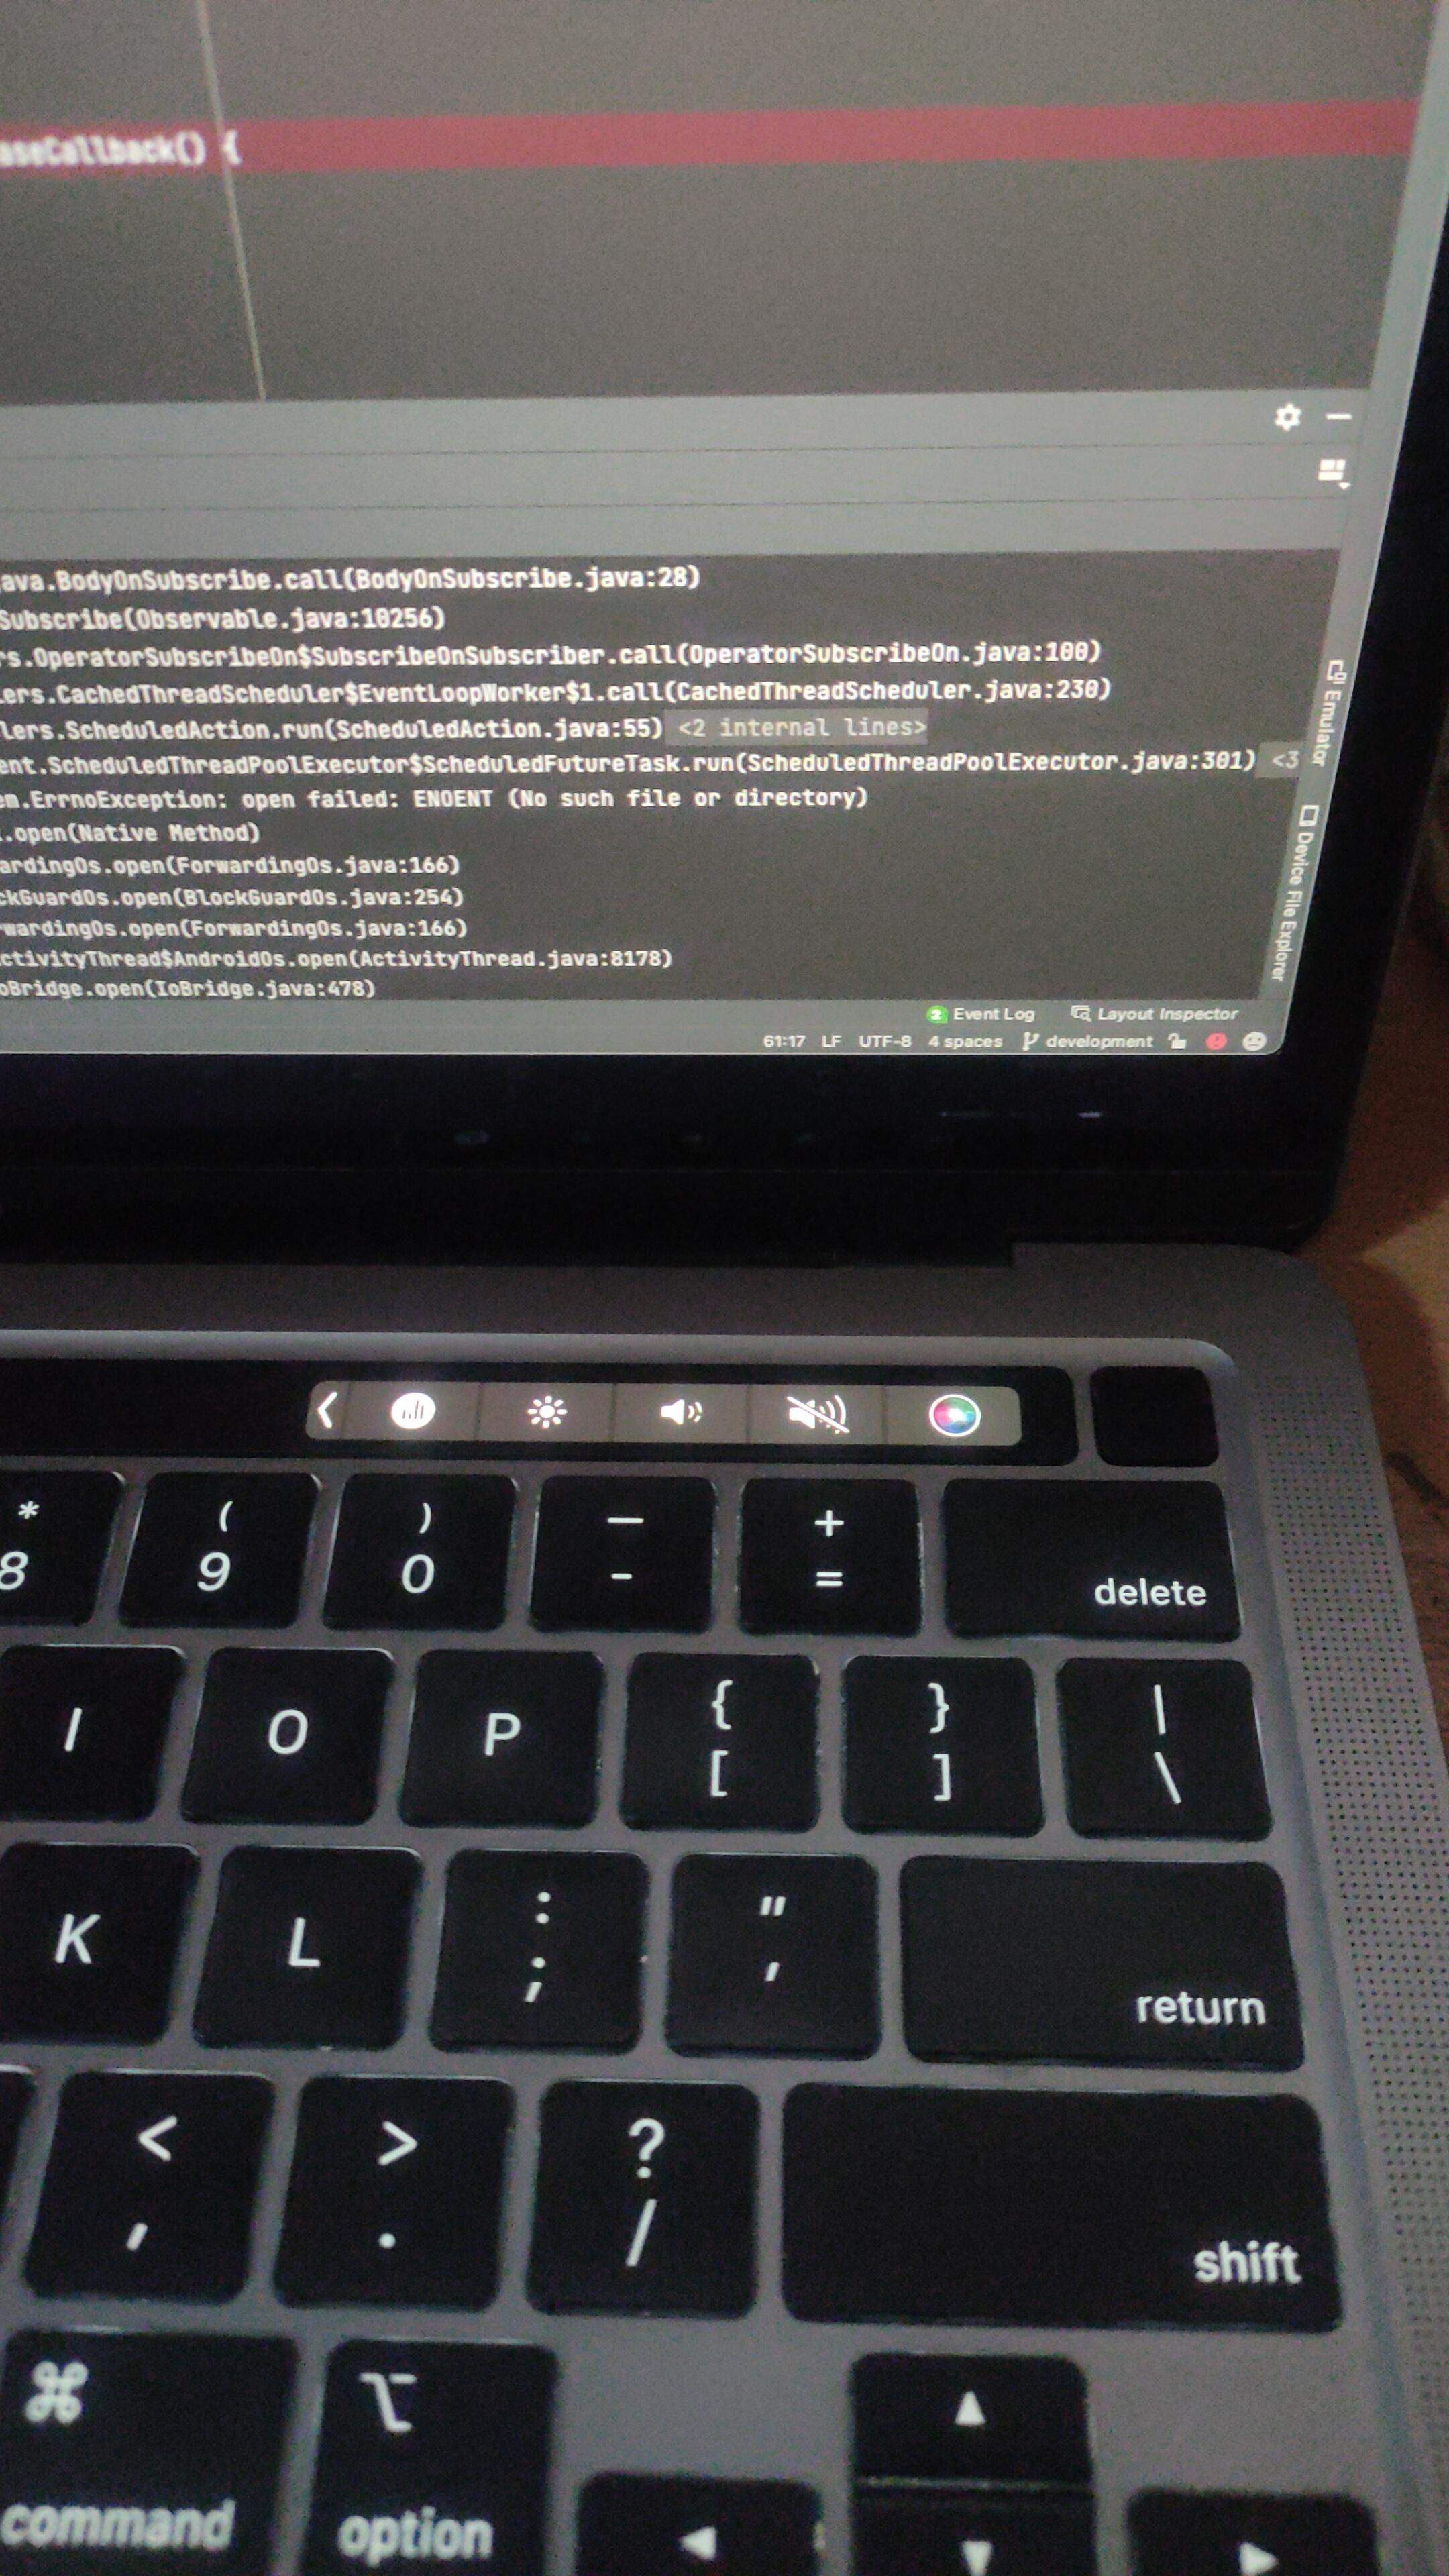 aseCallback() {
ava.BodyOnSubscribe.call(BodyOnSubscribe.java:28)
Subscribe(Observable.java:10256)
rs.OperatorSubscribeOn$SubscribeOnSubscriber.call(OperatorSubscribeOn.java:100)
lers.CachedThreadScheduler$EventLoopWorker$1.call(CachedThreadScheduler.java:230)
lers.ScheduledAction.run(ScheduledAction.java:55) <2 internal lines>
ent.ScheduledThreadPoolExecutor$ScheduledFutureTask.run(ScheduledThreadPoolExecutor.java:301) <3
m.ErrnoException: open failed: ENOENT (No such file or directory)
.open(Native Method)
ardingOs.open(ForwardingOs.java:166)
ckGuardOs.open(BlockGuardOs.java:254)
wardingOs.open(ForwardingOs.java:166)
ctivityThread$AndroidOs.open(ActivityThread.java:8178)
oBridge.open(IoBridge.java:478)
Emulator
Device File Explorer
2 Event Log Layout Inspector
61:17 LF UTF-8 4 spaces development
* ( ) — +
8 9 0 - = delete
I O P { } |
[ ] \
K L : "
; ' return
< > ?
, . / shift
⌘ ⌥
command option
▲
◀ ▼ ▶